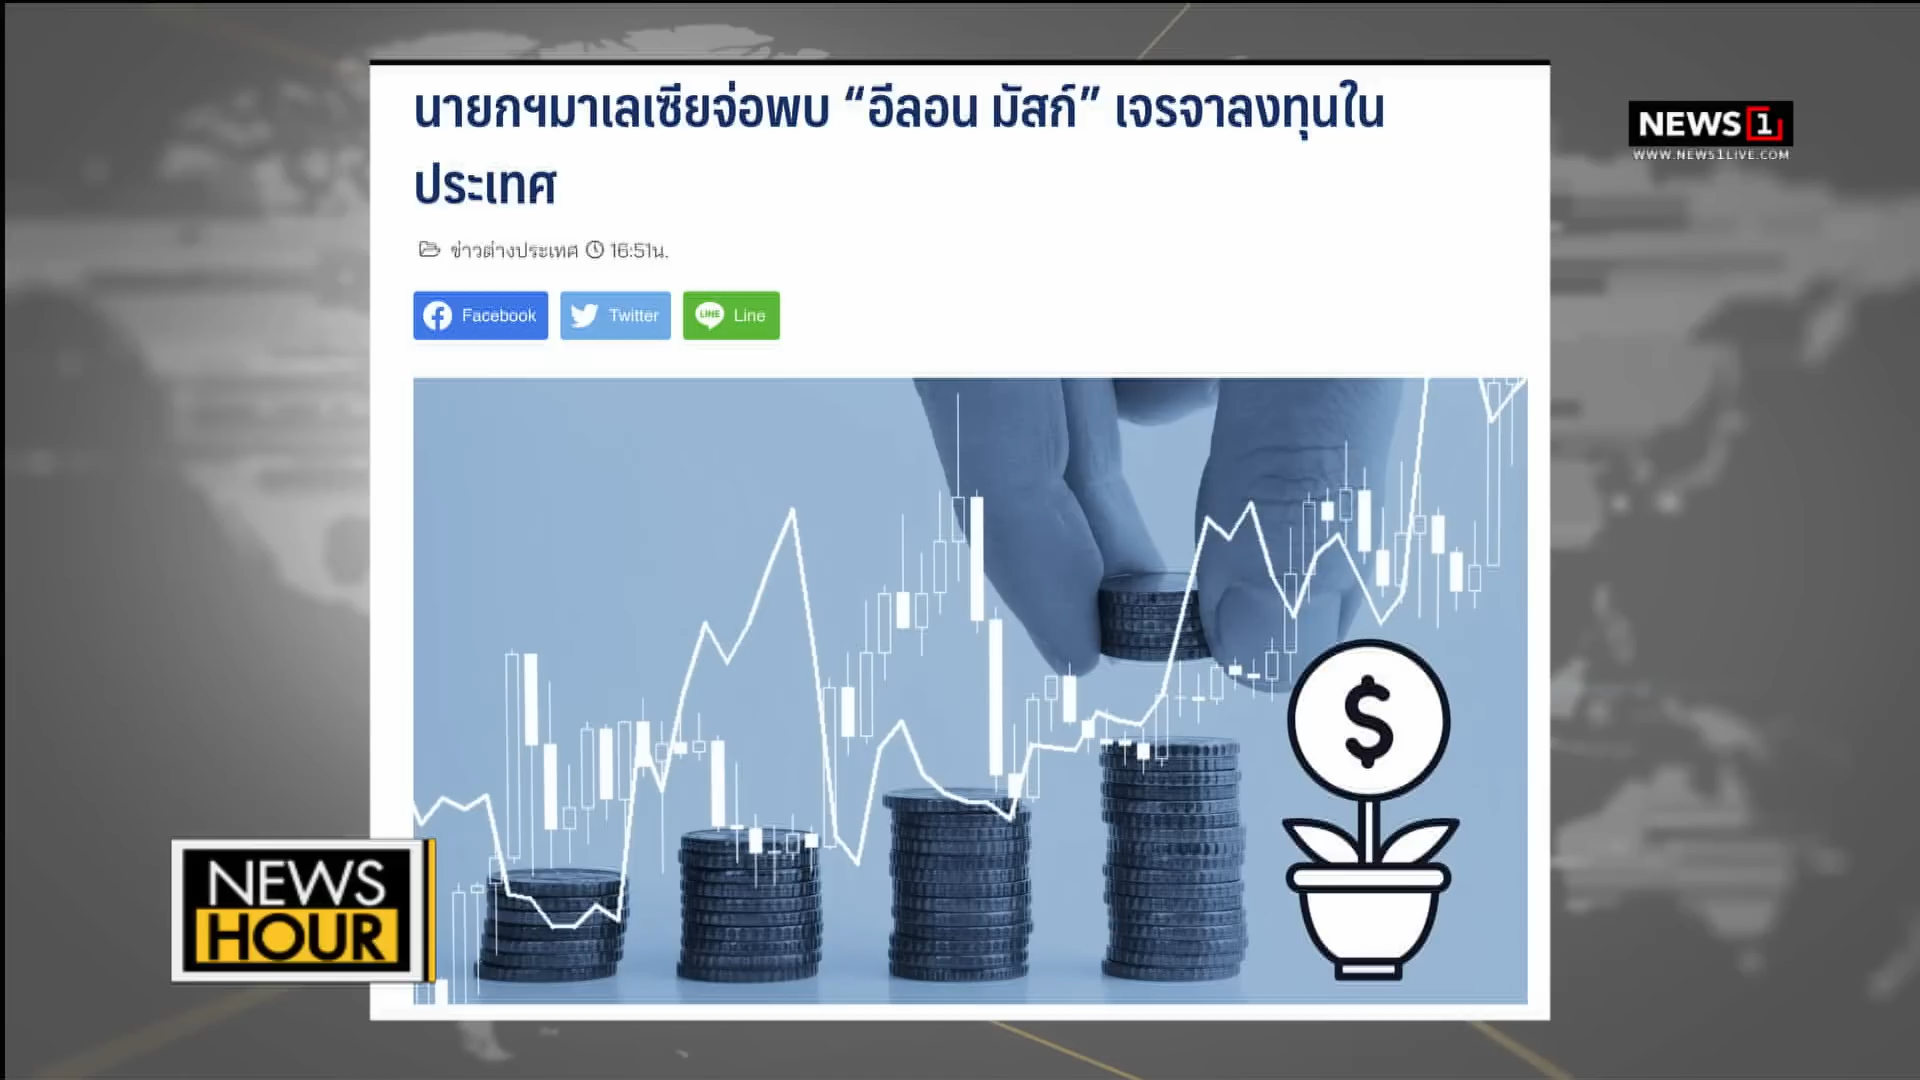 นายกฯมาเลเซียจ่อพบ “อีลอน มัสก์” เจรจาลงทุนใน
ประเทศ
NEWS 1
WWW.NEWS1LIVE.COM
ข่าวต่างประเทศ 16:51น.
Facebook Twitter LINE Line
$
NEWS
HOUR